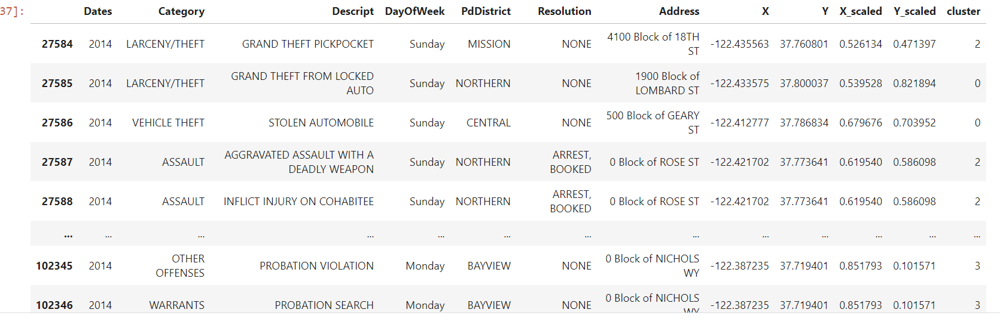 37]:
Dates Category Descript DayOfWeek PdDistrict Resolution Address X Y X_scaled Y_scaled cluster
27584 2014 LARCENY/THEFT GRAND THEFT PICKPOCKET Sunday MISSION NONE 4100 Block of 18TH ST -122.435563 37.760801 0.526134 0.471397 2
27585 2014 LARCENY/THEFT GRAND THEFT FROM LOCKED AUTO Sunday NORTHERN NONE 1900 Block of LOMBARD ST -122.433575 37.800037 0.539528 0.821894 0
27586 2014 VEHICLE THEFT STOLEN AUTOMOBILE Sunday CENTRAL NONE 500 Block of GEARY ST -122.412777 37.786834 0.679676 0.703952 0
27587 2014 ASSAULT AGGRAVATED ASSAULT WITH A DEADLY WEAPON Sunday NORTHERN ARREST, BOOKED 0 Block of ROSE ST -122.421702 37.773641 0.619540 0.586098 2
27588 2014 ASSAULT INFLICT INJURY ON COHABITEE Sunday NORTHERN ARREST, BOOKED 0 Block of ROSE ST -122.421702 37.773641 0.619540 0.586098 2
... ... ... ... ... ... ... ... ... ... ... ... ...
102345 2014 OTHER OFFENSES PROBATION VIOLATION Monday BAYVIEW NONE 0 Block of NICHOLS WY -122.387235 37.719401 0.851793 0.101571 3
102346 2014 WARRANTS PROBATION SEARCH Monday BAYVIEW NONE 0 Block of NICHOLS WY -122.387235 37.719401 0.851793 0.101571 3